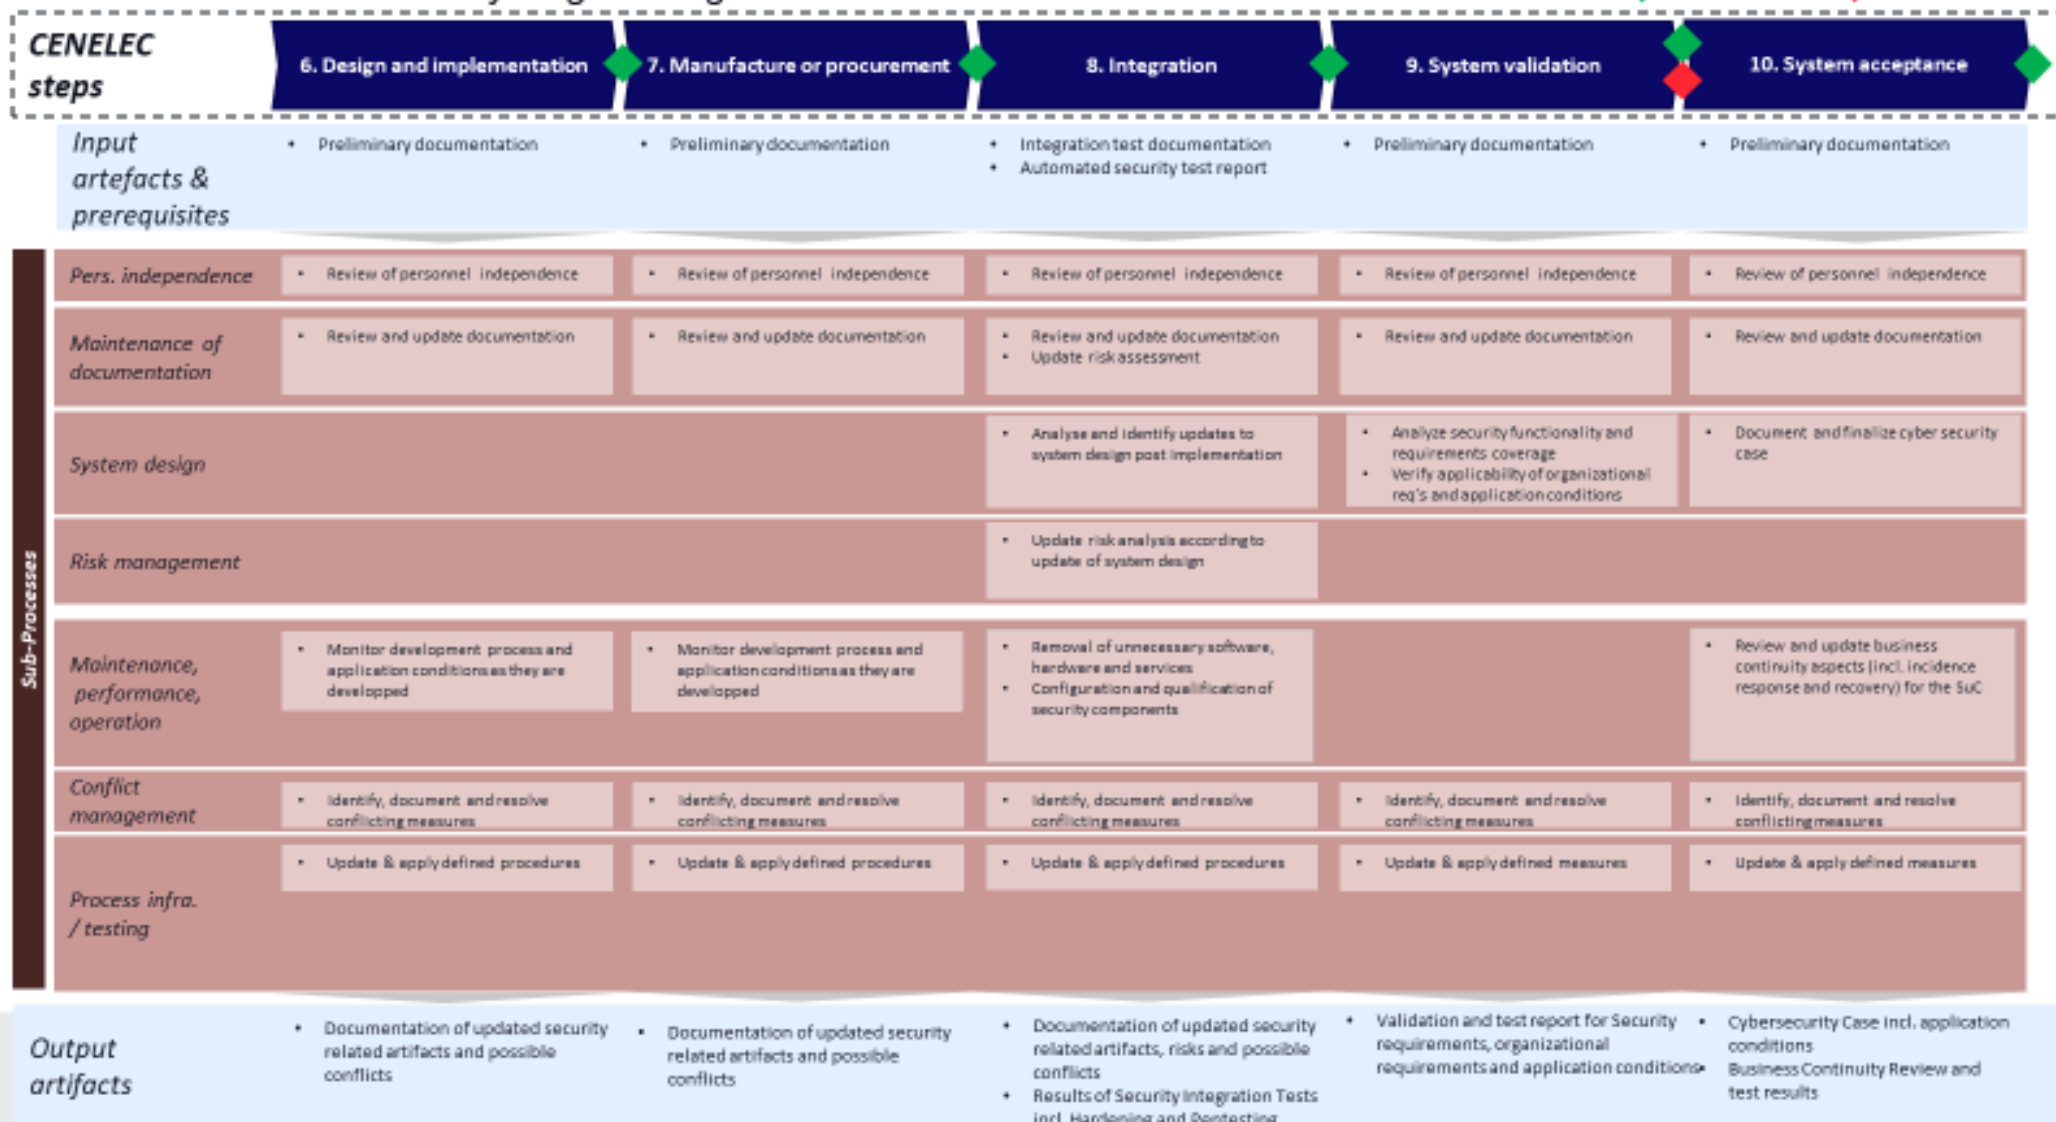 CENELEC
steps
6. Design and implementation
7. Manufacture or procurement
8. Integration
9. System validation
10. System acceptance
Input
artefacts &
prerequisites
• Preliminary documentation
• Preliminary documentation
• Integration test documentation
• Automated security test report
• Preliminary documentation
• Preliminary documentation
Sub-Processes
Pers. independence
• Review of personnel independence
• Review of personnel independence
• Review of personnel independence
• Review of personnel independence
• Review of personnel independence
Maintenance of
documentation
• Review and update documentation
• Review and update documentation
• Review and update documentation
• Update risk assessment
• Review and update documentation
• Review and update documentation
System design
• Analyse and identify updates to
system design post implementation
• Analyze security functionality and
requirements coverage
• Verify applicability of organizational
req's and application conditions
• Document and finalize cyber security
case
Risk management
• Update risk analysis according to
update of system design
Maintenance,
performance,
operation
• Monitor development process and
application conditions as they are
developped
• Monitor development process and
application conditions as they are
developped
• Removal of unnecessary software,
hardware and services
• Configuration and qualification of
security components
• Review and update business
continuity aspects (incl. incidence
response and recovery) for the SuC
Conflict
management
• Identify, document and resolve
conflicting measures
• Identify, document and resolve
conflicting measures
• Identify, document and resolve
conflicting measures
• Identify, document and resolve
conflicting measures
• Identify, document and resolve
conflicting measures
Process infra.
/ testing
• Update & apply defined procedures
• Update & apply defined procedures
• Update & apply defined procedures
• Update & apply defined measures
• Update & apply defined measures
Output
artifacts
• Documentation of updated security
related artifacts and possible
conflicts
• Documentation of updated security
related artifacts and possible
conflicts
• Documentation of updated security
related artifacts, risks and possible
conflicts
• Results of Security Integration Tests
incl. Hardening and Pentesting
• Validation and test report for Security
requirements, organizational
requirements and application conditions
• Cybersecurity Case incl. application
conditions
• Business Continuity Review and
test results